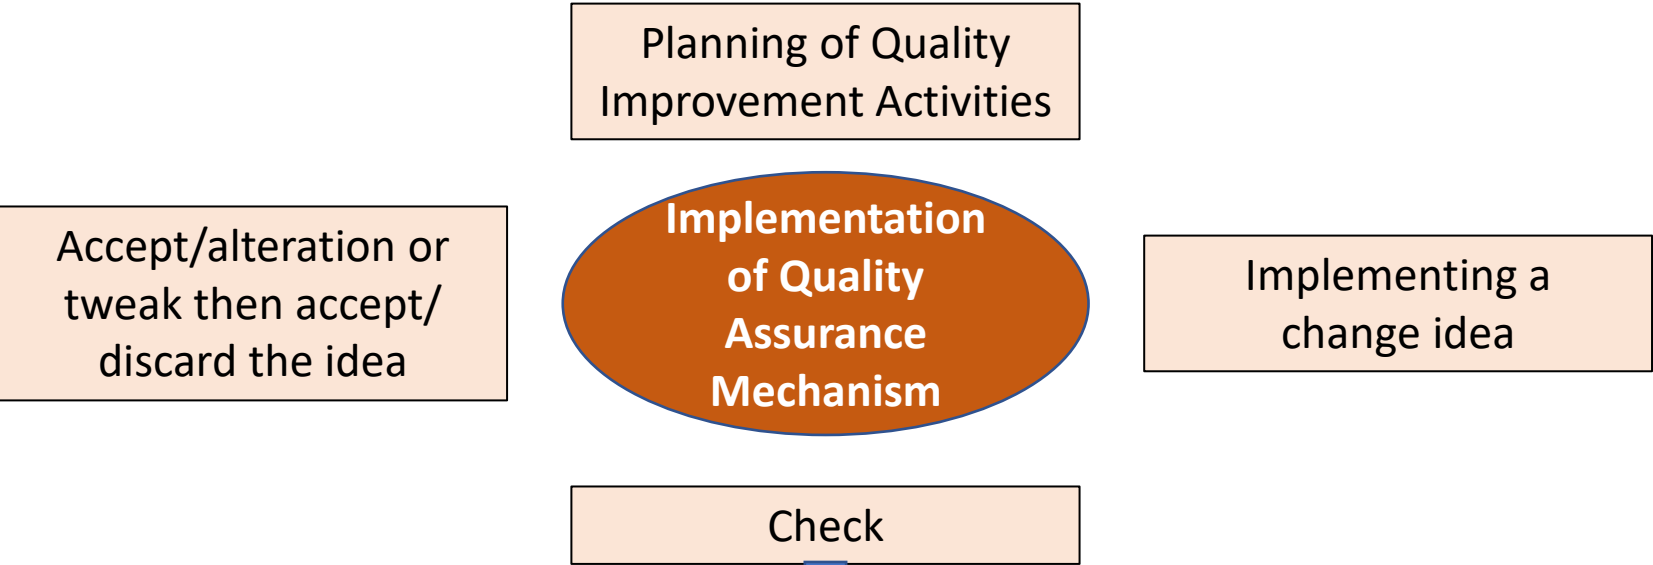 Planning of Quality
Improvement Activities
Implementation
of Quality
Assurance
Mechanism
Accept/alteration or
tweak then accept/
discard the idea
Implementing a
change idea
Check